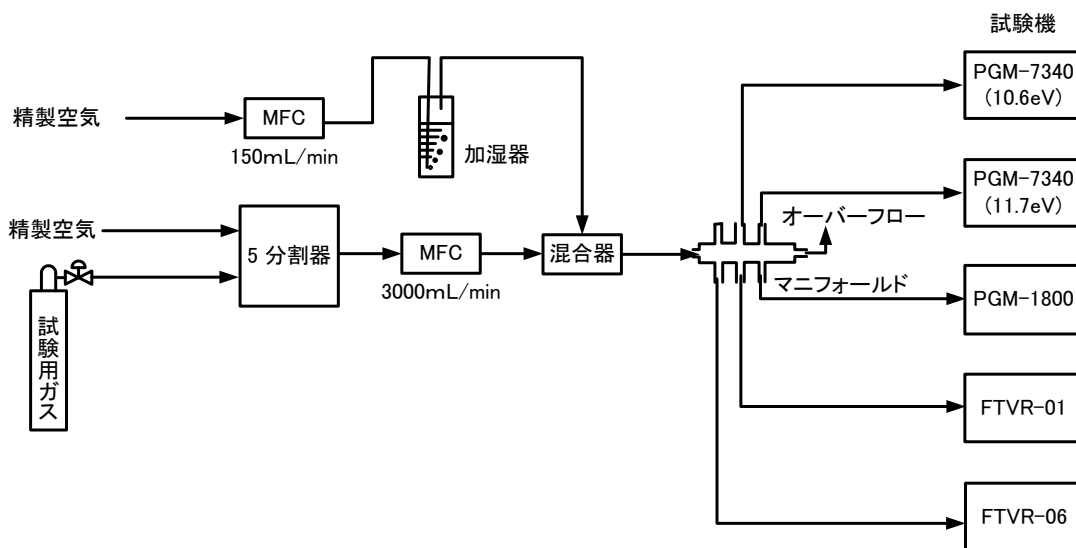 試験機
PGM-7340
(10.6eV)
精製空気
MFC
150mL/min
加湿器
PGM-7340
(11.7eV)
オーバーフロー
精製空気
5 分割器
MFC
3000mL/min
混合器
マニフォールド
PGM-1800
試験用ガス
FTVR-01
FTVR-06